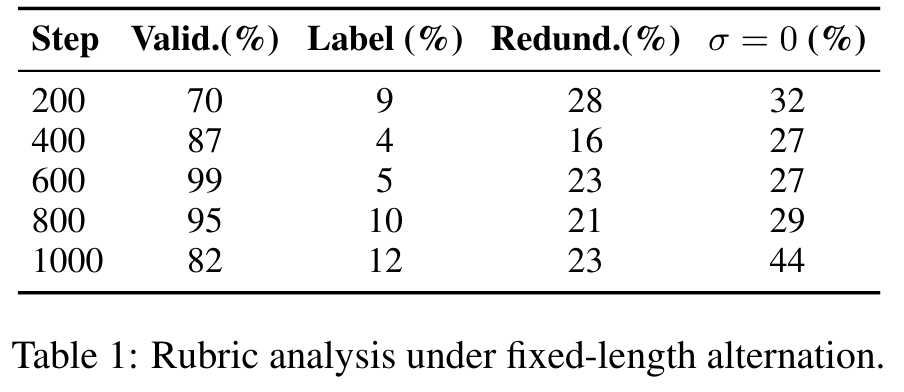 Step Valid.(%) Label (%) Redund.(%) σ = 0 (%)
200 70 9 28 32
400 87 4 16 27
600 99 5 23 27
800 95 10 21 29
1000 82 12 23 44
Table 1: Rubric analysis under fixed-length alternation.